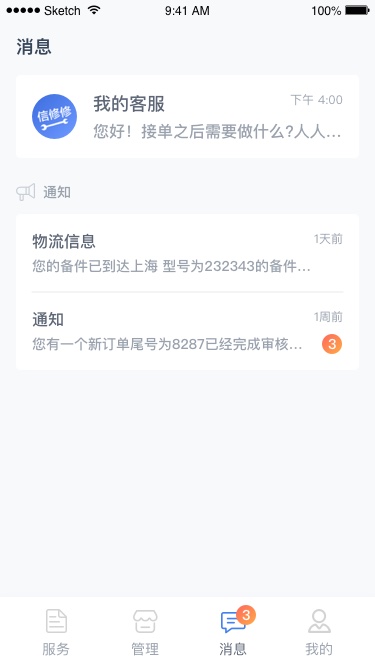 Sketch
9:41 AM
100%
消息
信修修
我的客服
下午 4:00
您好！接单之后需要做什么?人人...
通知
物流信息
1天前
您的备件已到达上海 型号为232343的备件...
通知
1周前
您有一个新订单尾号为8287已经完成审核...
3
3
服务
管理
消息
我的